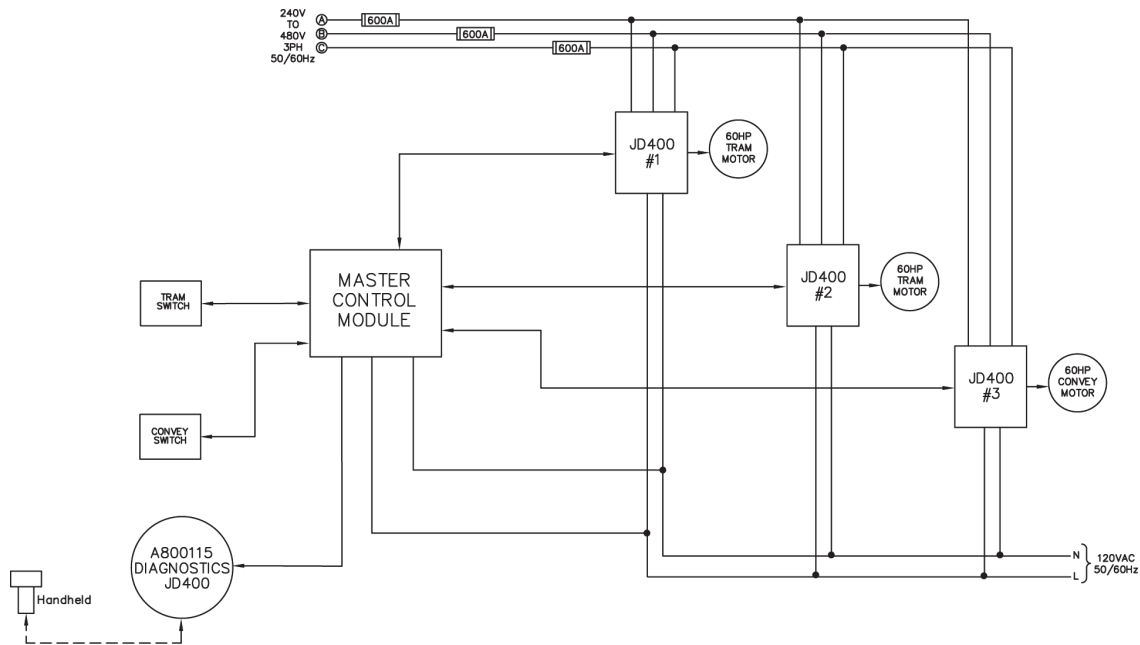 240V
TO
480V
3PH
50/60Hz
A
B
C
600A
600A
600A
JD400
#1
60HP
TRAM
MOTOR
JD400
#2
60HP
TRAM
MOTOR
JD400
#3
60HP
CONVEY
MOTOR
MASTER
CONTROL
MODULE
TRAM
SWITCH
CONVEY
SWITCH
A800115
DIAGNOSTICS
JD400
Handheld
N
L
120VAC
50/60Hz